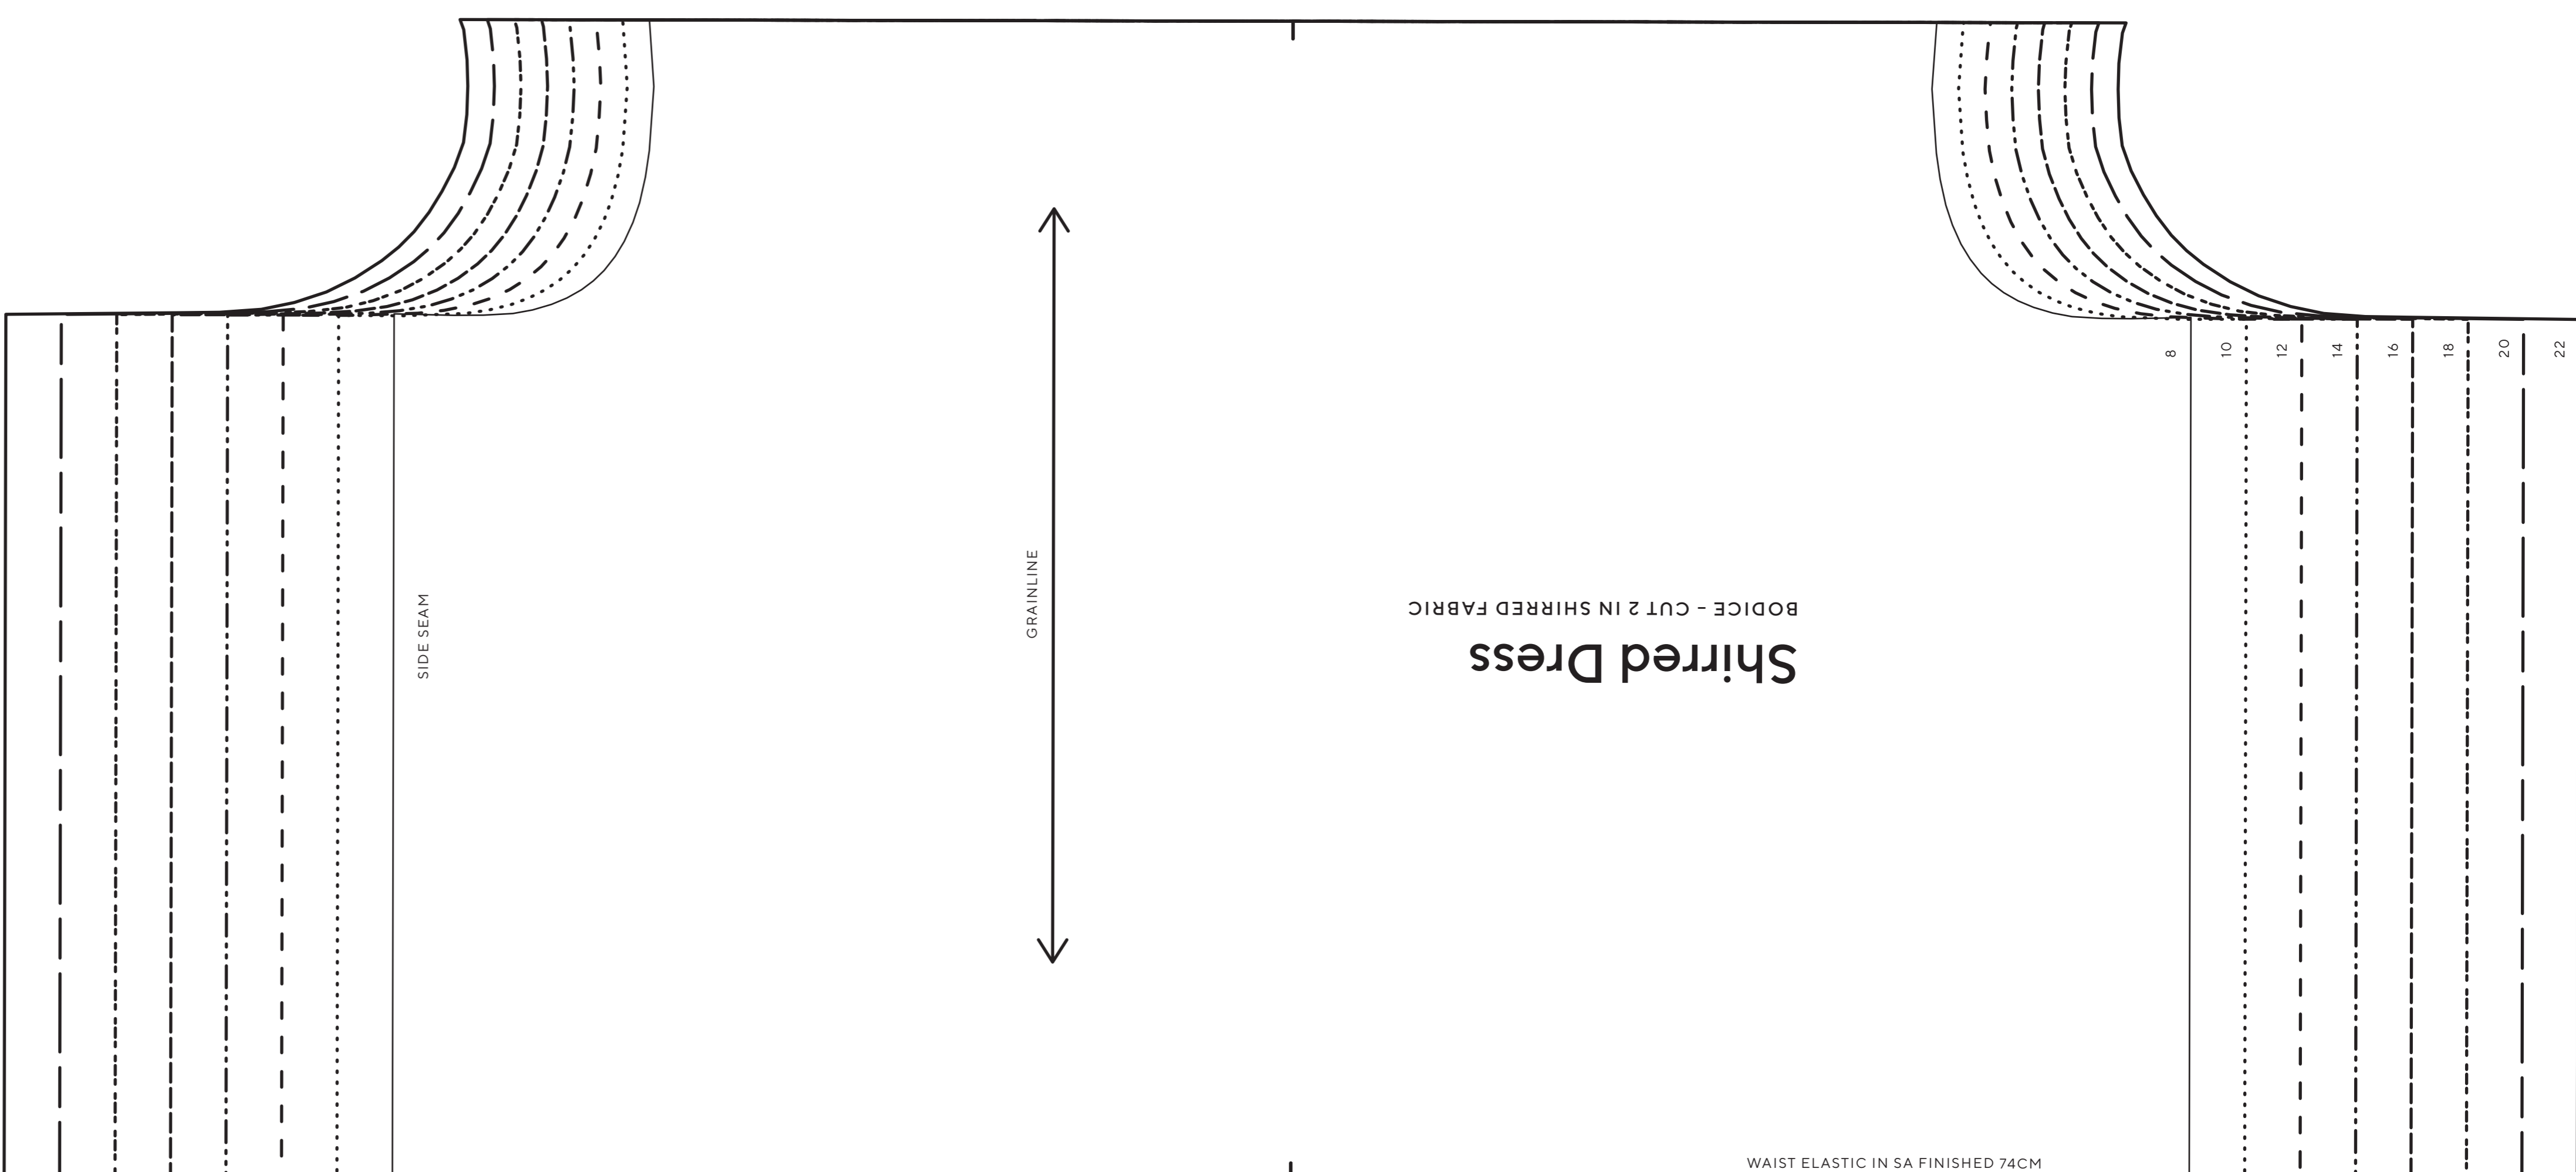 8 10 12 14 16 18 20 22
GRAINLINE
SIDE SEAM
Shirred Dress
BODICE - CUT 2 IN SHIRRED FABRIC
WAIST ELASTIC IN SA FINISHED 74CM